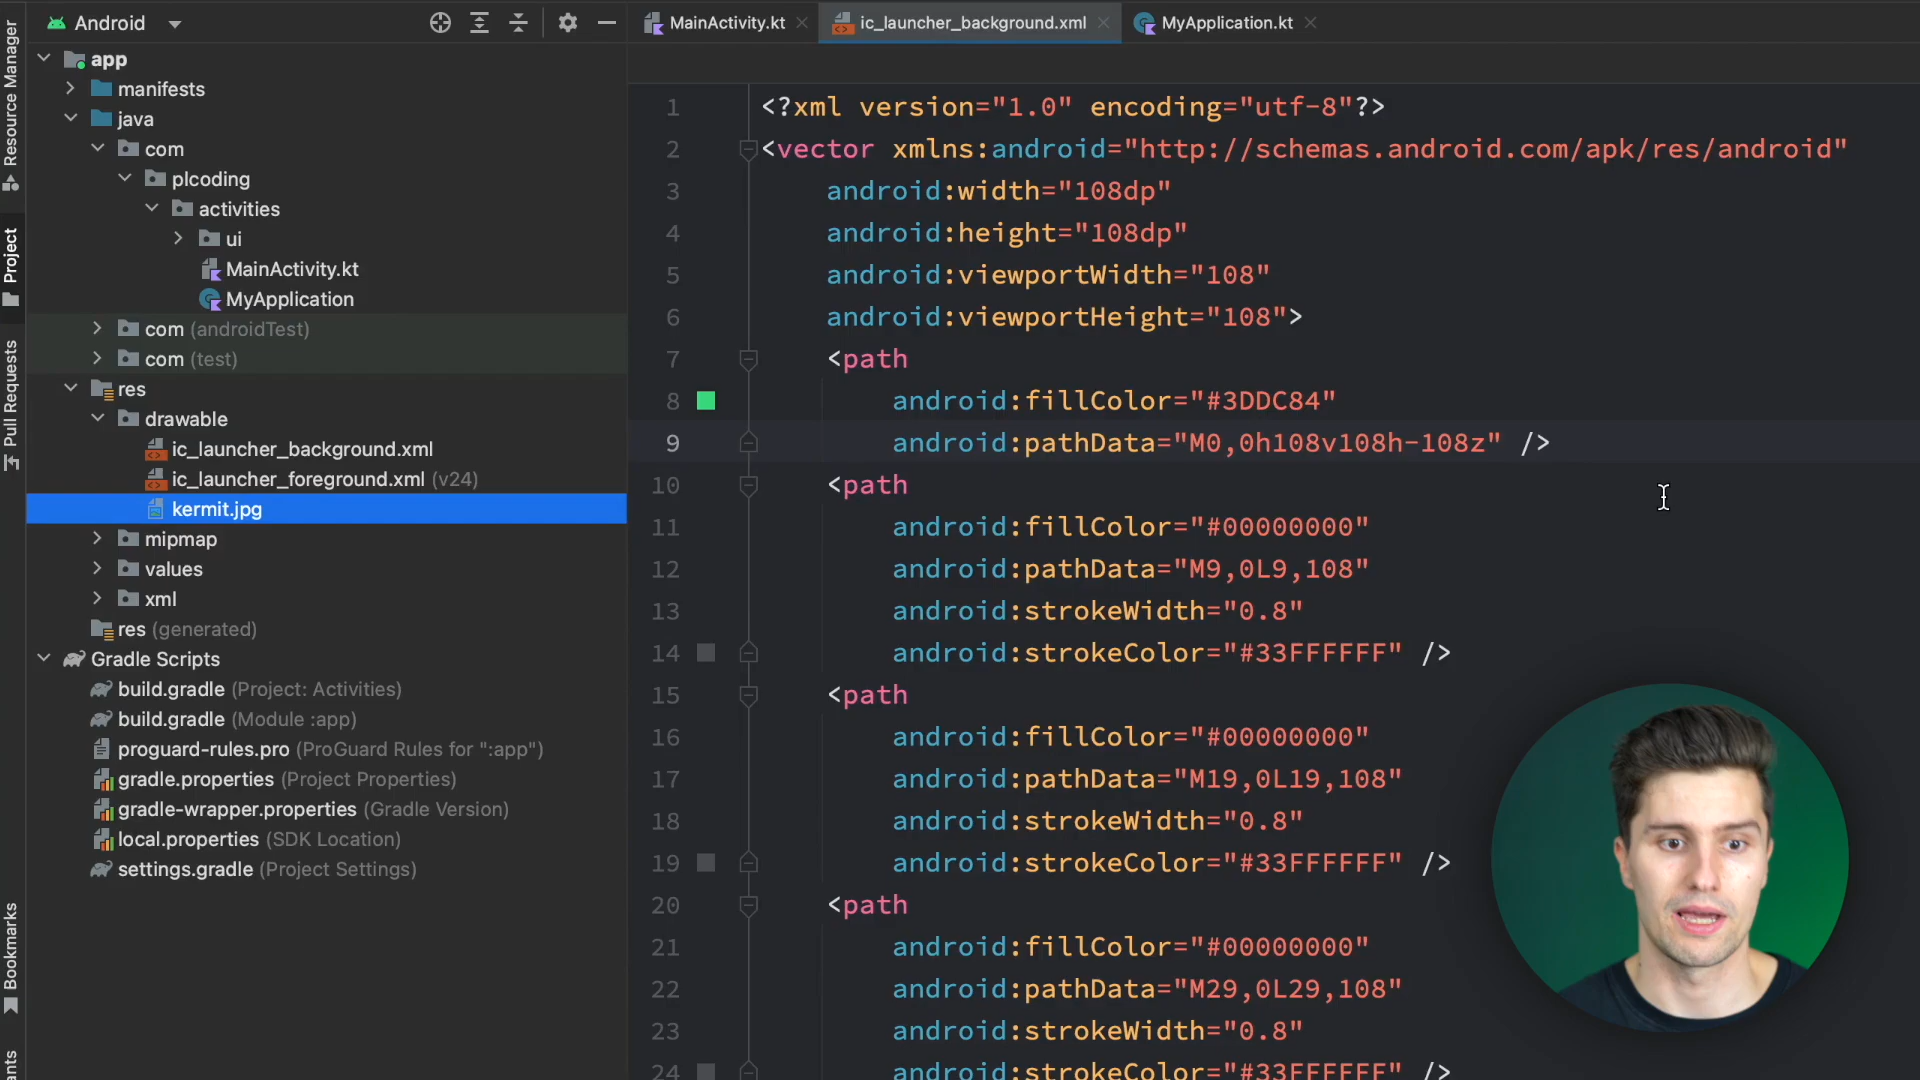 Android
MainActivity.kt
ic_launcher_background.xml
MyApplication.kt
Resource Manager
Project
Pull Requests
Bookmarks
app
manifests
java
com
plcoding
activities
ui
MainActivity.kt
MyApplication
com (androidTest)
com (test)
res
drawable
ic_launcher_background.xml
ic_launcher_foreground.xml (v24)
kermit.jpg
mipmap
values
xml
res (generated)
Gradle Scripts
build.gradle (Project: Activities)
build.gradle (Module :app)
proguard-rules.pro (ProGuard Rules for ":app")
gradle.properties (Project Properties)
gradle-wrapper.properties (Gradle Version)
local.properties (SDK Location)
settings.gradle (Project Settings)
1 <?xml version="1.0" encoding="utf-8"?>
2 <vector xmlns:android="http://schemas.android.com/apk/res/android"
3 android:width="108dp"
4 android:height="108dp"
5 android:viewportWidth="108"
6 android:viewportHeight="108">
7 <path
8 android:fillColor="#3DDC84"
9 android:pathData="M0,0h108v108h-108z" />
10 <path
11 android:fillColor="#00000000"
12 android:pathData="M9,0L9,108"
13 android:strokeWidth="0.8"
14 android:strokeColor="#33FFFFFF" />
15 <path
16 android:fillColor="#00000000"
17 android:pathData="M19,0L19,108"
18 android:strokeWidth="0.8"
19 android:strokeColor="#33FFFFFF" />
20 <path
21 android:fillColor="#00000000"
22 android:pathData="M29,0L29,108"
23 android:strokeWidth="0.8"
24 android:strokeColor="#33FFFFFF" />